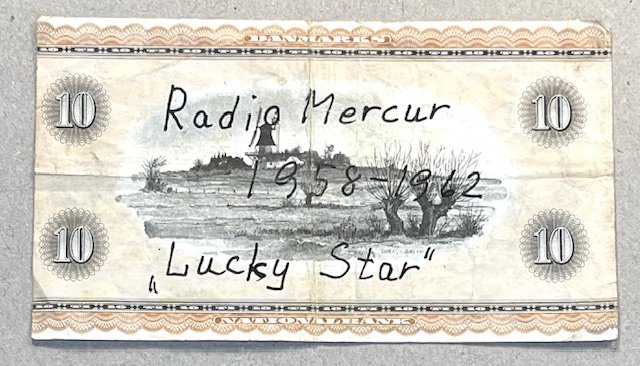 DANMARKS
10 10
Radio Mercur
1958-1962
10 10
„Lucky Star"
NATIONALBANK